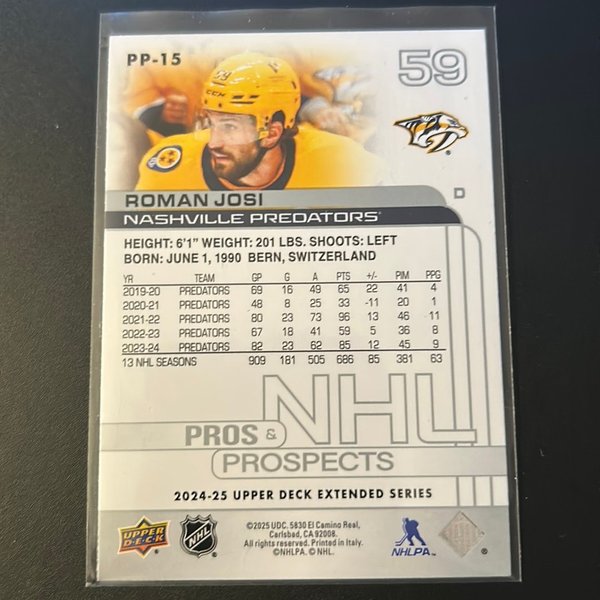 PP-15
59
59
CCM
ROMAN JOSI
D
NASHVILLE PREDATORS®
HEIGHT: 6'1" WEIGHT: 201 LBS. SHOOTS: LEFT
BORN: JUNE 1, 1990 BERN, SWITZERLAND
YR TEAM GP G A PTS +/- PIM PPG
2019-20 PREDATORS 69 16 49 65 22 41 4
2020-21 PREDATORS 48 8 25 33 -11 20 1
2021-22 PREDATORS 80 23 73 96 13 46 11
2022-23 PREDATORS 67 18 41 59 5 36 8
2023-24 PREDATORS 82 23 62 85 12 45 9
13 NHL SEASONS 909 181 505 686 85 381 63
NHL
PROS &
PROSPECTS
2024-25 UPPER DECK EXTENDED SERIES
UPPER DECK
NHL
©2025 UDC. 5830 El Camino Real,
Carlsbad, CA 92008.
All rights reserved. Printed in Italy.
©NHLPA. © NHL.
NHLPA™
®